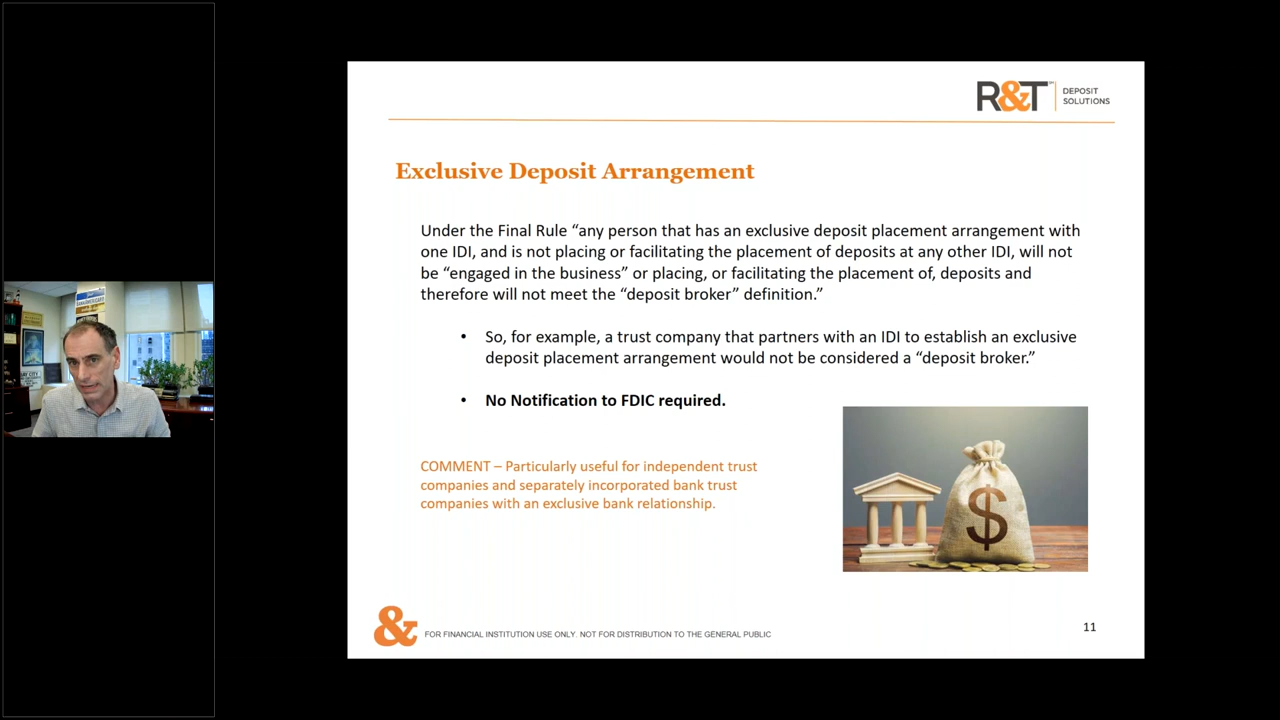 R&T DEPOSIT
SOLUTIONS
Exclusive Deposit Arrangement
Under the Final Rule “any person that has an exclusive deposit placement arrangement with
one IDI, and is not placing or facilitating the placement of deposits at any other IDI, will not
be “engaged in the business” or placing, or facilitating the placement of, deposits and
therefore will not meet the “deposit broker” definition.”
• So, for example, a trust company that partners with an IDI to establish an exclusive
deposit placement arrangement would not be considered a “deposit broker.”
• No Notification to FDIC required.
COMMENT – Particularly useful for independent trust
companies and separately incorporated bank trust
companies with an exclusive bank relationship.
$
& FOR FINANCIAL INSTITUTION USE ONLY. NOT FOR DISTRIBUTION TO THE GENERAL PUBLIC
11